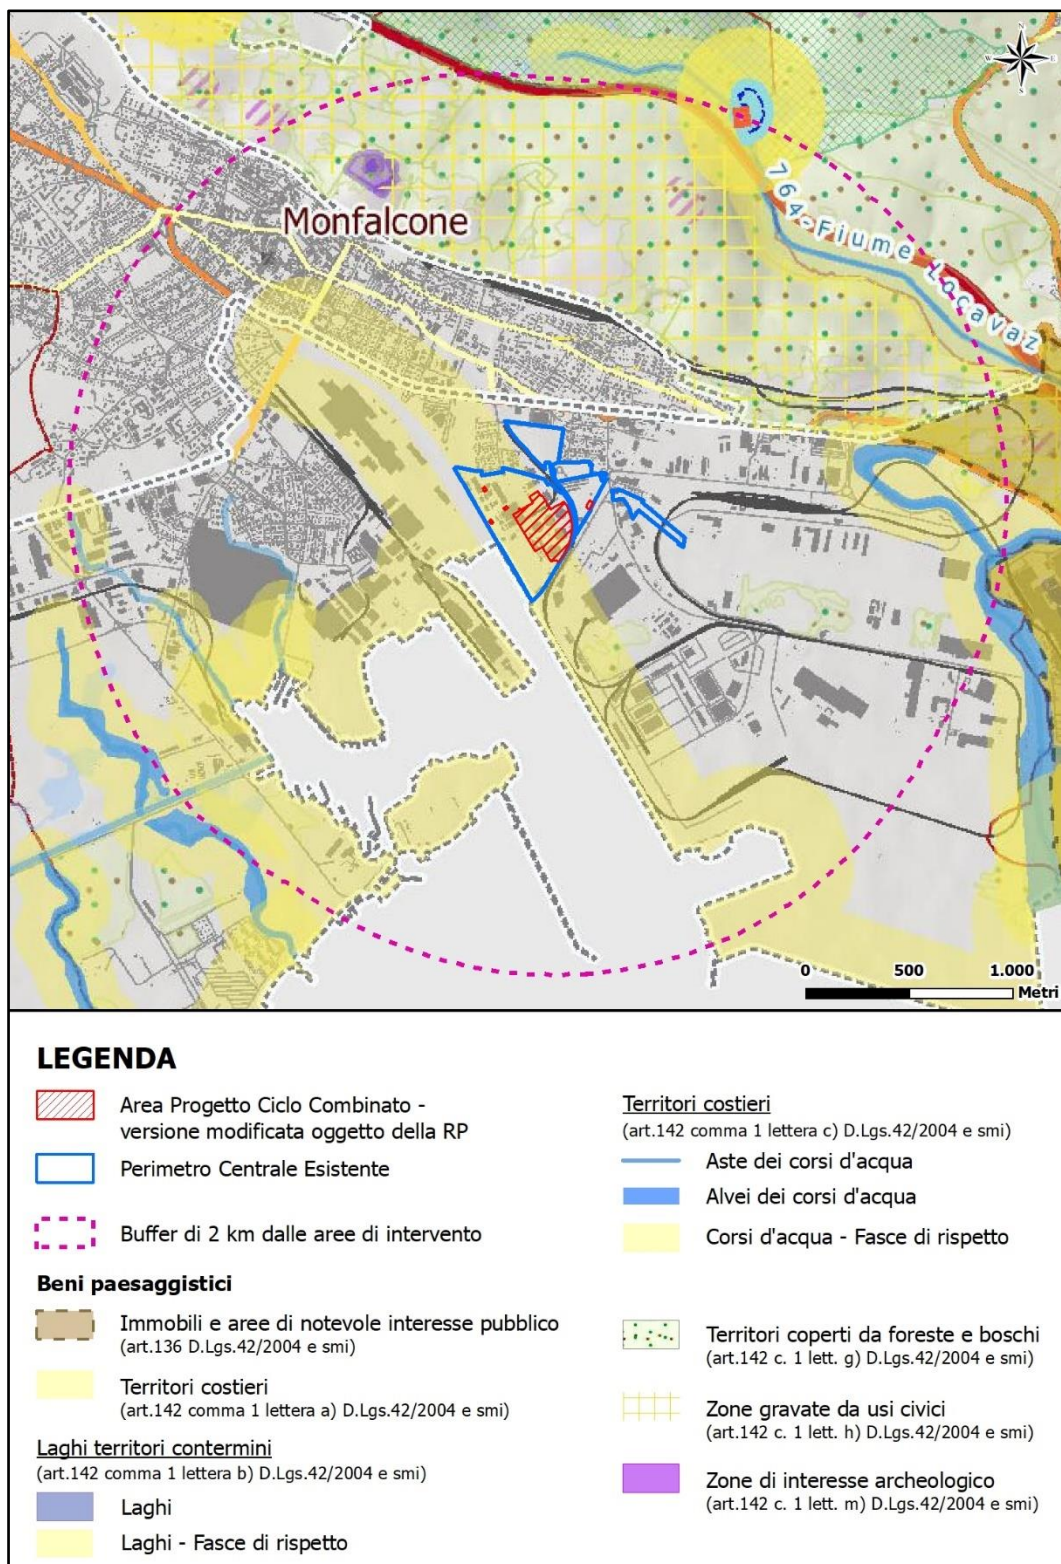 N
W
E
S
Monfalcone
764-Fiume Locavaz
0 500 1.000
Metri
LEGENDA
Area Progetto Ciclo Combinato -
versione modificata oggetto della RP
Perimetro Centrale Esistente
Buffer di 2 km dalle aree di intervento
Beni paesaggistici
Immobili e aree di notevole interesse pubblico
(art.136 D.Lgs.42/2004 e smi)
Territori costieri
(art.142 comma 1 lettera a) D.Lgs.42/2004 e smi)
Laghi territori contermini
(art.142 comma 1 lettera b) D.Lgs.42/2004 e smi)
Laghi
Laghi - Fasce di rispetto
Territori costieri
(art.142 comma 1 lettera c) D.Lgs.42/2004 e smi)
Aste dei corsi d'acqua
Alvei dei corsi d'acqua
Corsi d'acqua - Fasce di rispetto
Territori coperti da foreste e boschi
(art.142 c. 1 lett. g) D.Lgs.42/2004 e smi)
Zone gravate da usi civici
(art.142 c. 1 lett. h) D.Lgs.42/2004 e smi)
Zone di interesse archeologico
(art.142 c. 1 lett. m) D.Lgs.42/2004 e smi)